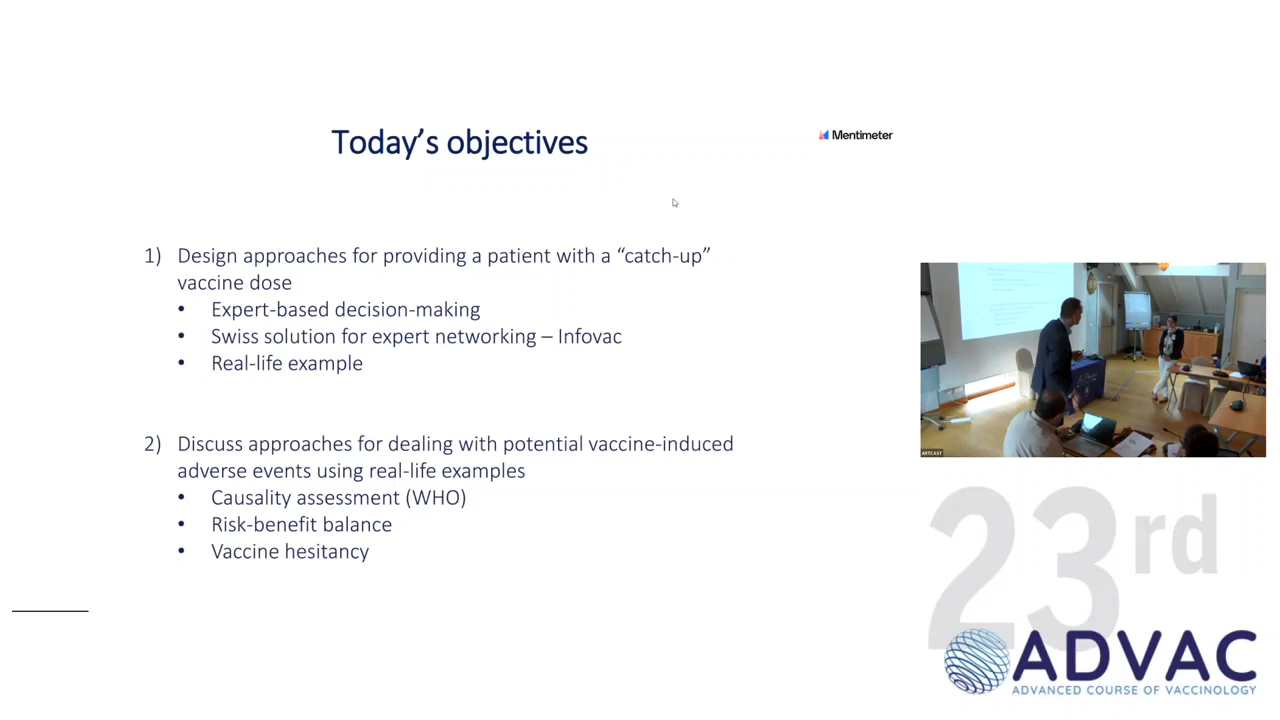 Today's objectives
Mentimeter
1) Design approaches for providing a patient with a “catch-up”
vaccine dose
• Expert-based decision-making
• Swiss solution for expert networking – Infovac
• Real-life example
2) Discuss approaches for dealing with potential vaccine-induced
adverse events using real-life examples
• Causality assessment (WHO)
• Risk-benefit balance
• Vaccine hesitancy
ARTCAST
23rd
ADVAC
ADVANCED COURSE OF VACCINOLOGY